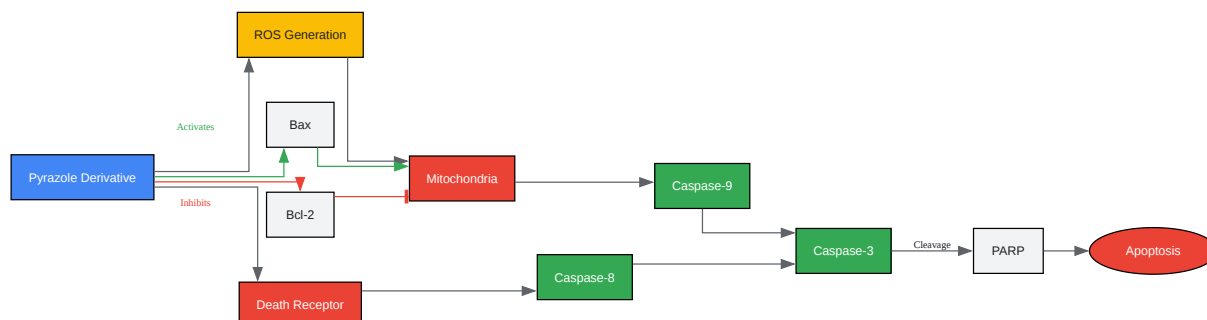 ROS Generation
Activates
Bax
Pyrazole Derivative
Mitochondria
Caspase-9
Inhibits
Bcl-2
Caspase-3
Cleavage
PARP
Apoptosis
Caspase-8
Death Receptor